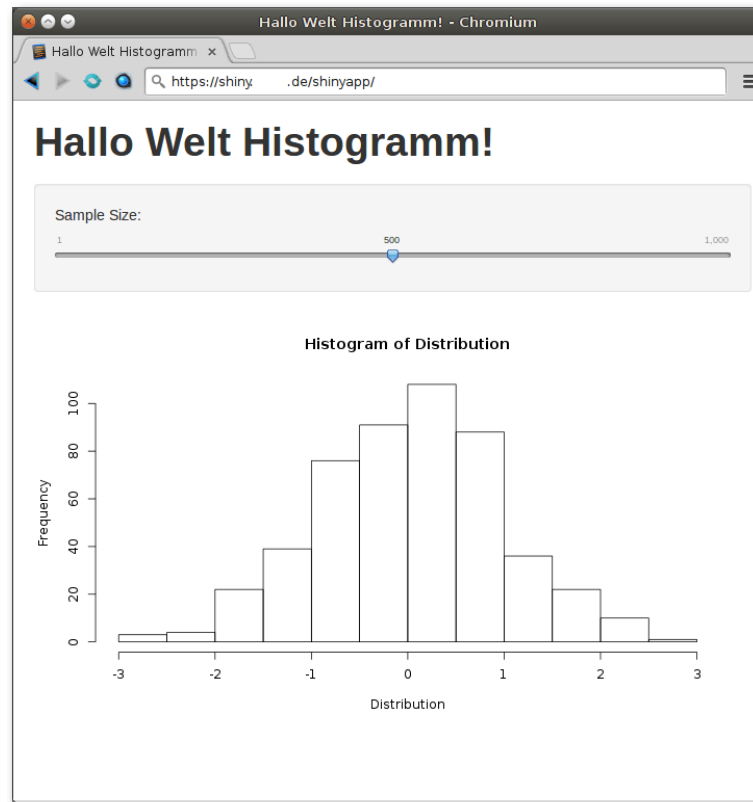 Hallo Welt Histogramm! - Chromium
Hallo Welt Histogramm
https://shiny. .de/shinyapp/
Hallo Welt Histogramm!
Sample Size:
1 500 1,000
Histogram of Distribution
100
80
60
40
20
0
Frequency
-3 -2 -1 0 1 2 3
Distribution